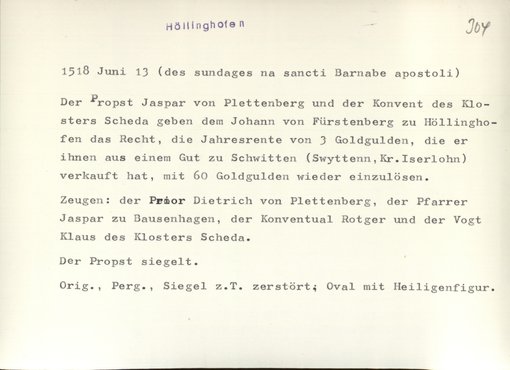 Höllinghofen
304
1518 Juni 13 (des sundages na sancti Barnabe apostoli)
Der Propst Jaspar von Plettenberg und der Konvent des Klo-
sters Scheda geben dem Johann von Fürstenberg zu Höllingho-
fen das Recht, die Jahresrente von 3 Goldgulden, die er
ihnen aus einem Gut zu Schwitten (Swyttenn,Kr.Iserlohn)
verkauft hat, mit 60 Goldgulden wieder einzulösen.
Zeugen: der Prior Dietrich von Plettenberg, der Pfarrer
Jaspar zu Bausenhagen, der Konventual Rotger und der Vogt
Klaus des Klosters Scheda.
Der Propst siegelt.
Orig., Perg., Siegel z.T. zerstört; Oval mit Heiligenfigur.